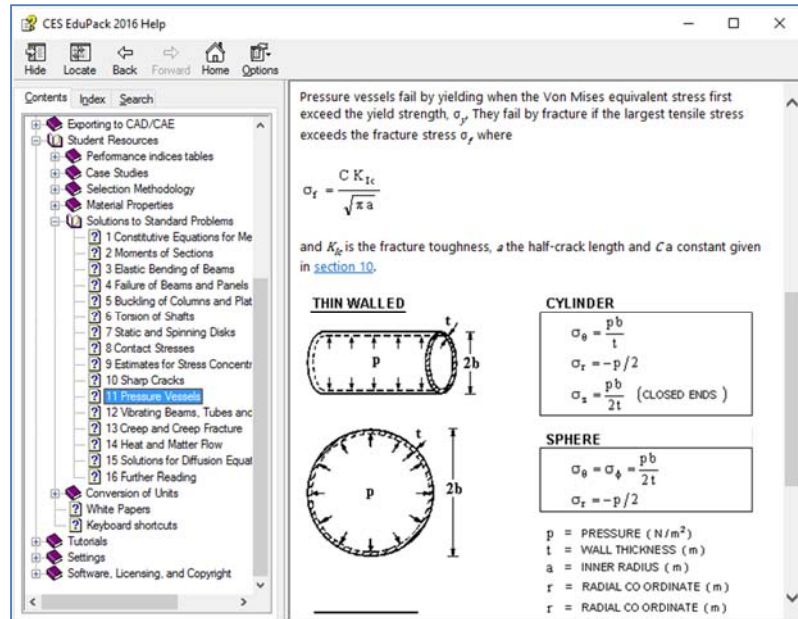 CES EduPack 2016 Help
Hide Locate Back Forward Home Options
Contents Index Search
Exporting to CAD/CAE
Student Resources
Performance indices tables
Case Studies
Selection Methodology
Material Properties
Solutions to Standard Problems
1 Constitutive Equations for Me
2 Moments of Sections
3 Elastic Bending of Beams
4 Failure of Beams and Panels
5 Buckling of Columns and Plat
6 Torsion of Shafts
7 Static and Spinning Disks
8 Contact Stresses
9 Estimates for Stress Concentr
10 Sharp Cracks
11 Pressure Vessels
12 Vibrating Beams, Tubes and
13 Creep and Creep Fracture
14 Heat and Matter Flow
15 Solutions for Diffusion Equat
16 Further Reading
Conversion of Units
White Papers
Keyboard shortcuts
Tutorials
Settings
Software, Licensing, and Copyright
Pressure vessels fail by yielding when the Von Mises equivalent stress first
exceed the yield strength, σy. They fail by fracture if the largest tensile stress
exceeds the fracture stress σf, where
σf = C KIc / √πa
and KIc is the fracture toughness, a the half-crack length and C a constant given
in section 10.
THIN WALLED
t
p
2b
t
p
2b
CYLINDER
σθ = pb / t
σr = -p/2
σz = pb / 2t (CLOSED ENDS )
SPHERE
σθ = σϕ = pb / 2t
σr = -p/2
p = PRESSURE (N/m²)
t = WALL THICKNESS (m)
a = INNER RADIUS (m)
r = RADIAL CO ORDINATE (m)
r = RADIAL CO ORDINATE (m)